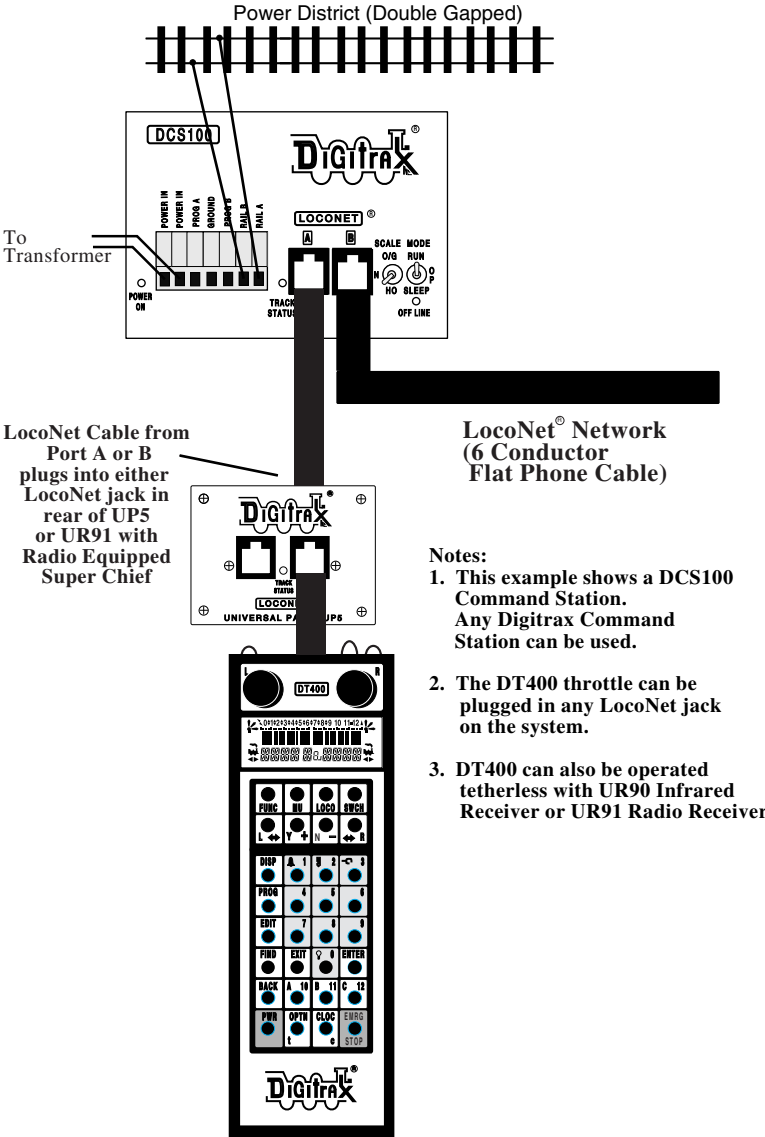 Power District (Double Gapped)
DCS100
DIGITRAX ®
POWER IN
POWER IN
PROG A
GROUND
PROG B
RAIL B
RAIL A
LOCONET ®
A B
SCALE MODE
O/G RUN
N O P
HO SLEEP
OFF LINE
To
Transformer
POWER
ON
TRACK
STATUS
LocoNet Cable from
Port A or B
plugs into either
LocoNet jack in
rear of UP5
or UR91 with
Radio Equipped
Super Chief
LocoNet® Network
(6 Conductor
Flat Phone Cable)
DIGITRAX ®
TRACK
STATUS
LOCONE
UNIVERSAL PA UP5
Notes:
1. This example shows a DCS100
Command Station.
Any Digitrax Command
Station can be used.
2. The DT400 throttle can be
plugged in any LocoNet jack
on the system.
3. DT400 can also be operated
tetherless with UR90 Infrared
Receiver or UR91 Radio Receiver
L R
DT400
FUNC MU LOCO SWCH
L ⇔ Y + N − ⇔ R
DISP 1 2 3
PROG 4 5 6
EDIT 7 8 9
FIND EXIT 0 ENTER
BACK A 10 B 11 C 12
PWR OPTN CLOC EMRG
t e STOP
DIGITRAX ®